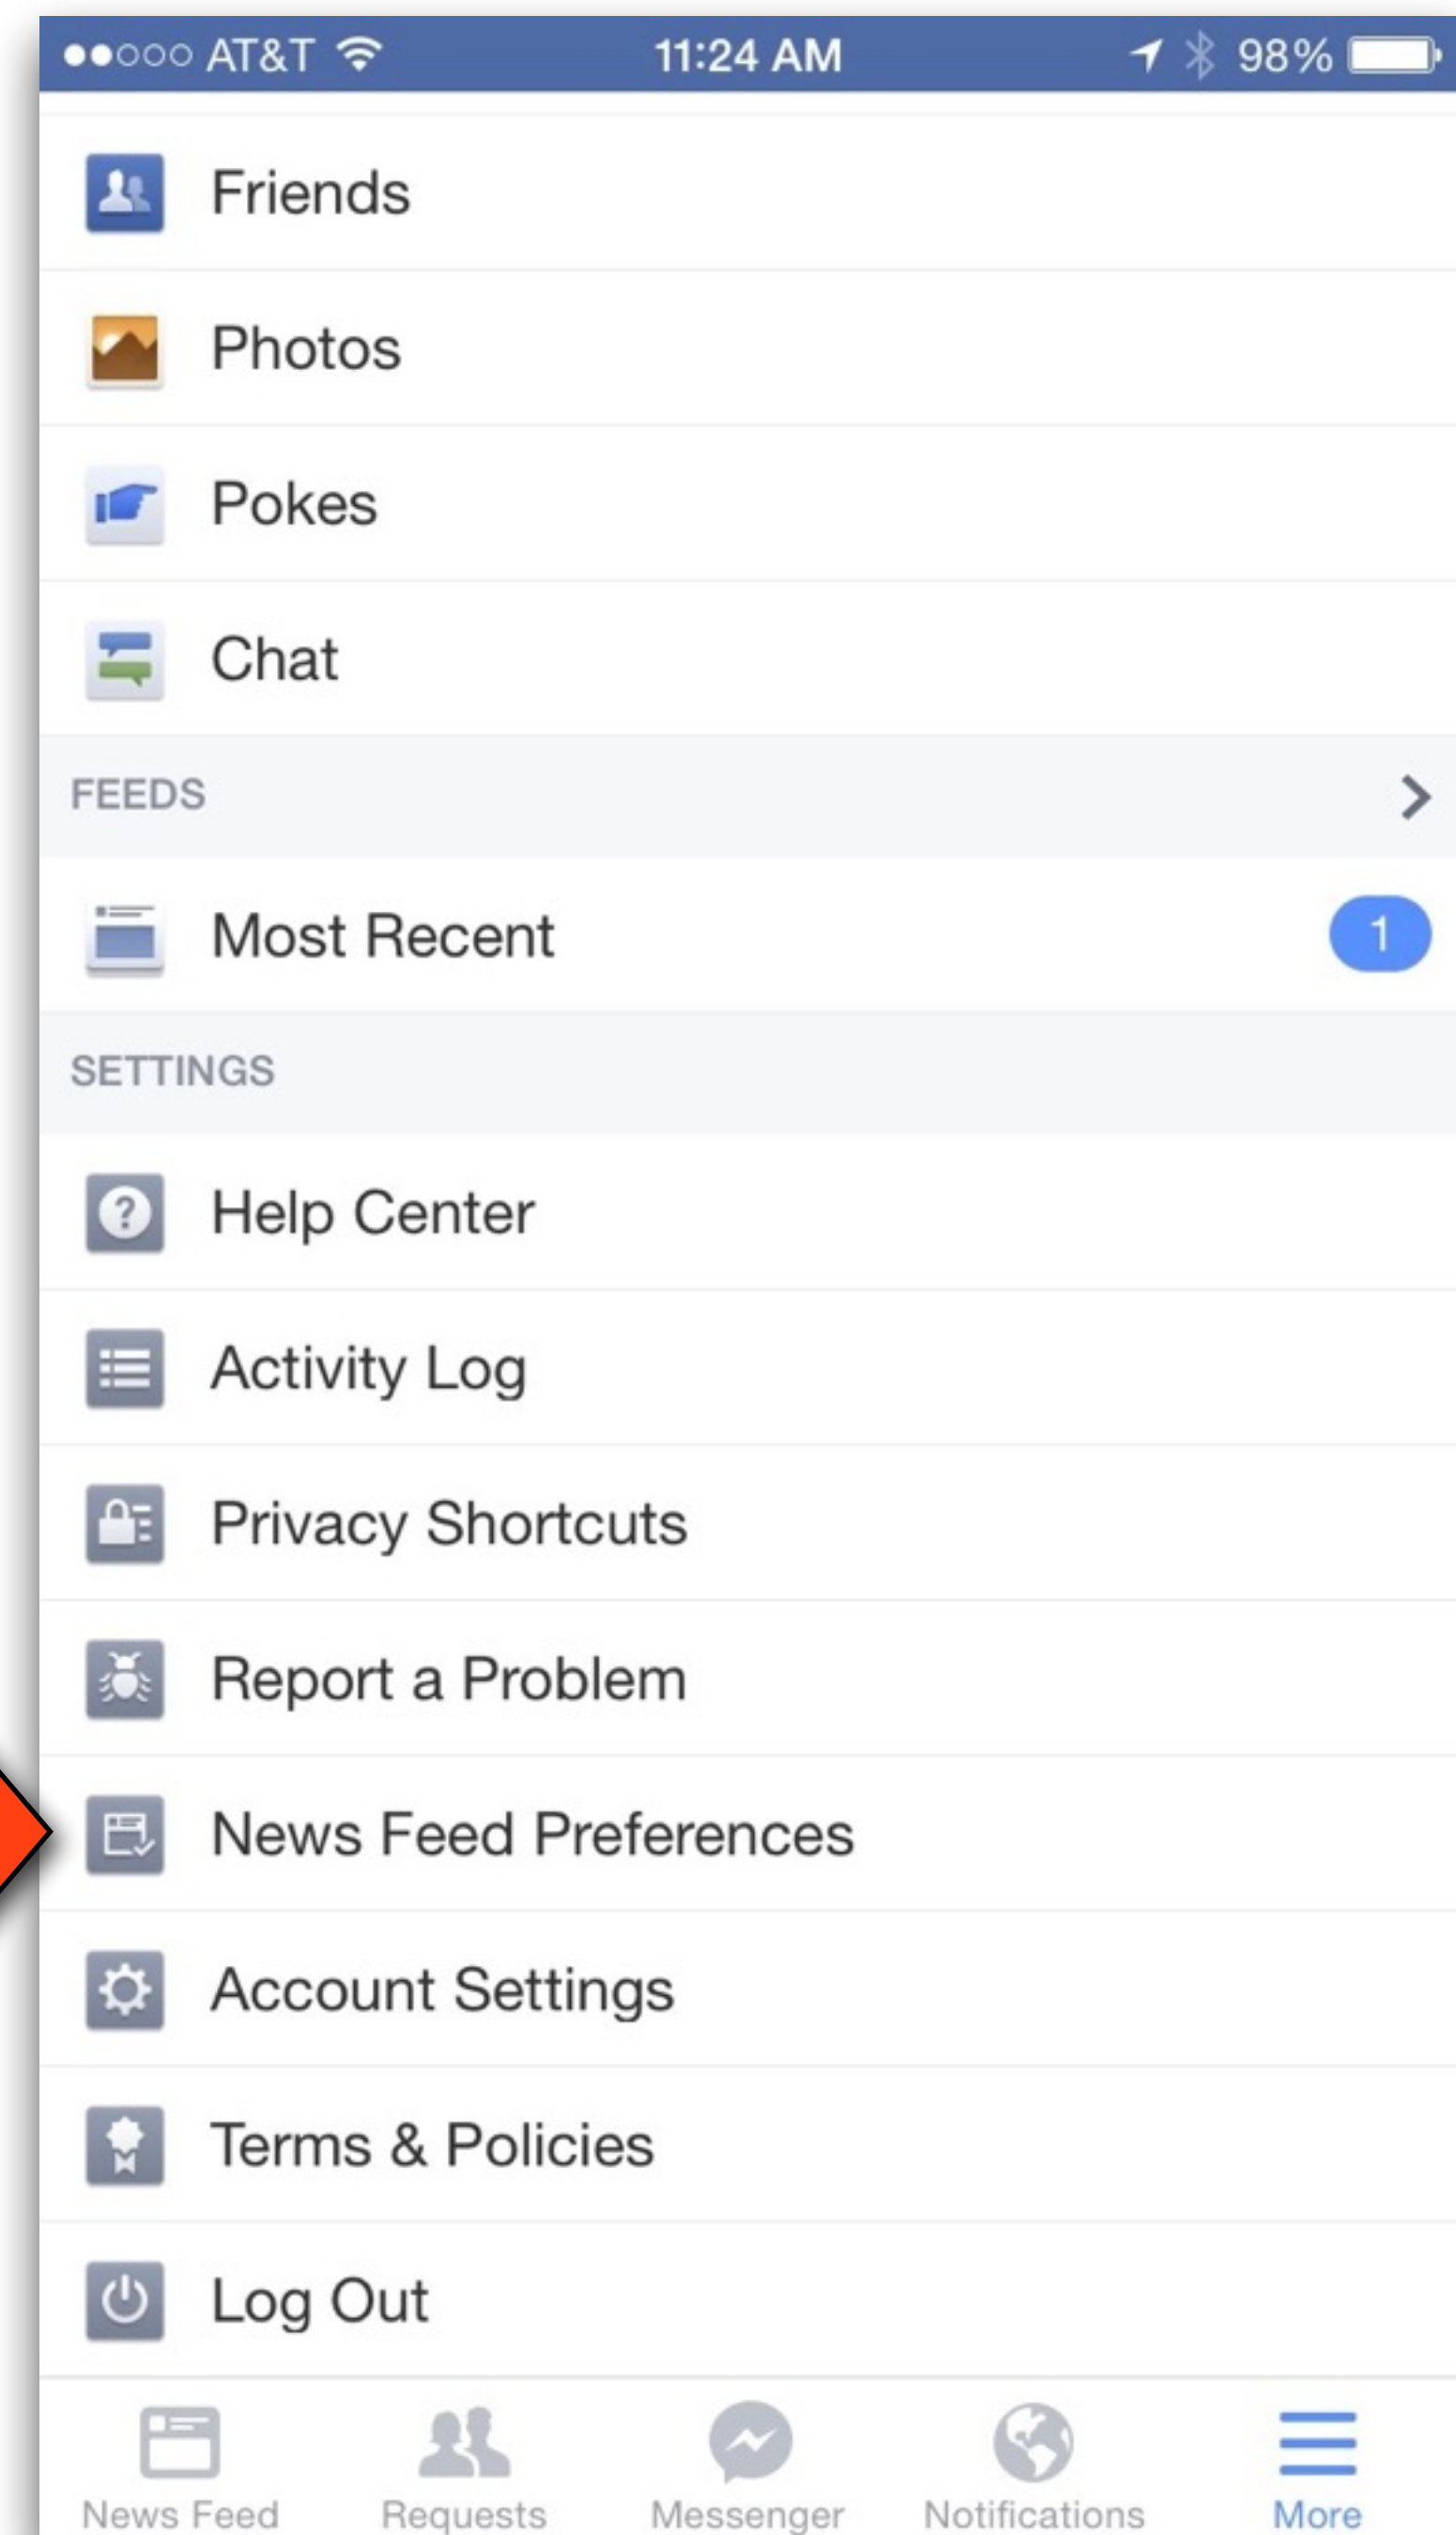 AT&T 11:24 AM 98%
Friends
Photos
Pokes
Chat
FEEDS
Most Recent 1
SETTINGS
? Help Center
Activity Log
Privacy Shortcuts
Report a Problem
News Feed Preferences
Account Settings
Terms & Policies
Log Out
News Feed Requests Messenger Notifications More